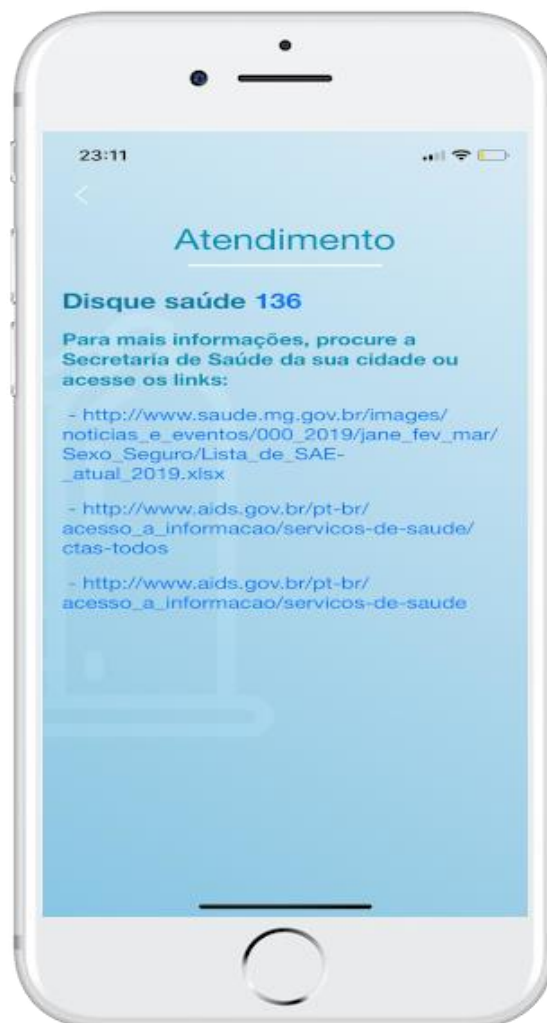 23:11
Atendimento
Disque saúde 136
Para mais informações, procure a
Secretaria de Saúde da sua cidade ou
acesse os links:
- http://www.saude.mg.gov.br/images/
noticias_e_eventos/000_2019/jane_fev_mar/
Sexo_Seguro/Lista_de_SAE-
_atual_2019.xlsx
- http://www.aids.gov.br/pt-br/
acesso_a_informacao/servicos-de-saude/
ctas-todos
- http://www.aids.gov.br/pt-br/
acesso_a_informacao/servicos-de-saude